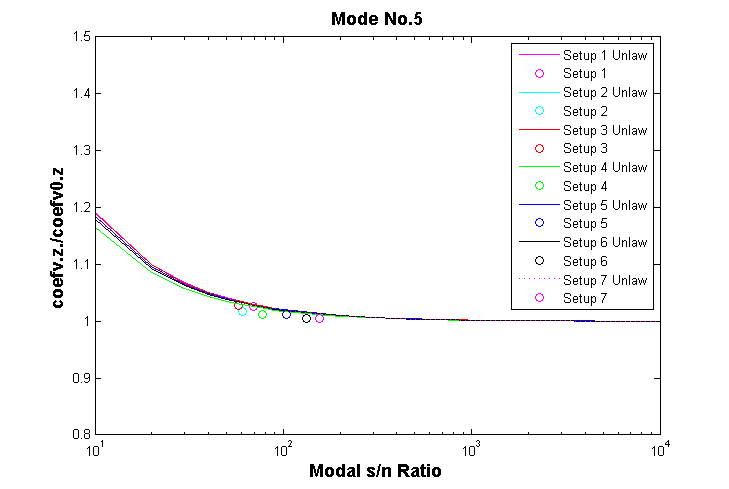 Mode No.5
1.5
1.4
1.3
1.2
1.1
1
0.9
0.8
coefv.z./coefv0.z
10^1
10^2
10^3
10^4
Modal s/n Ratio
Setup 1 Unlaw
Setup 1
Setup 2 Unlaw
Setup 2
Setup 3 Unlaw
Setup 3
Setup 4 Unlaw
Setup 4
Setup 5 Unlaw
Setup 5
Setup 6 Unlaw
Setup 6
Setup 7 Unlaw
Setup 7